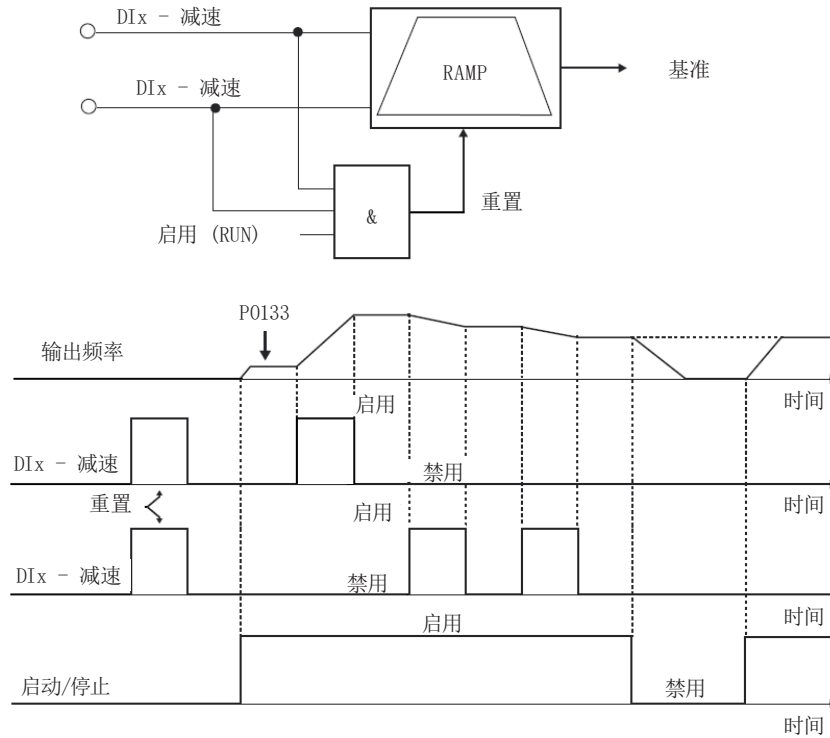 DIx - 减速
RAMP
基准
DIx - 减速
重置
&
启用 (RUN)
P0133
输出频率
时间
启用
DIx - 减速
禁用
时间
重置
启用
DIx - 减速
禁用
时间
启用
启动/停止
禁用
时间